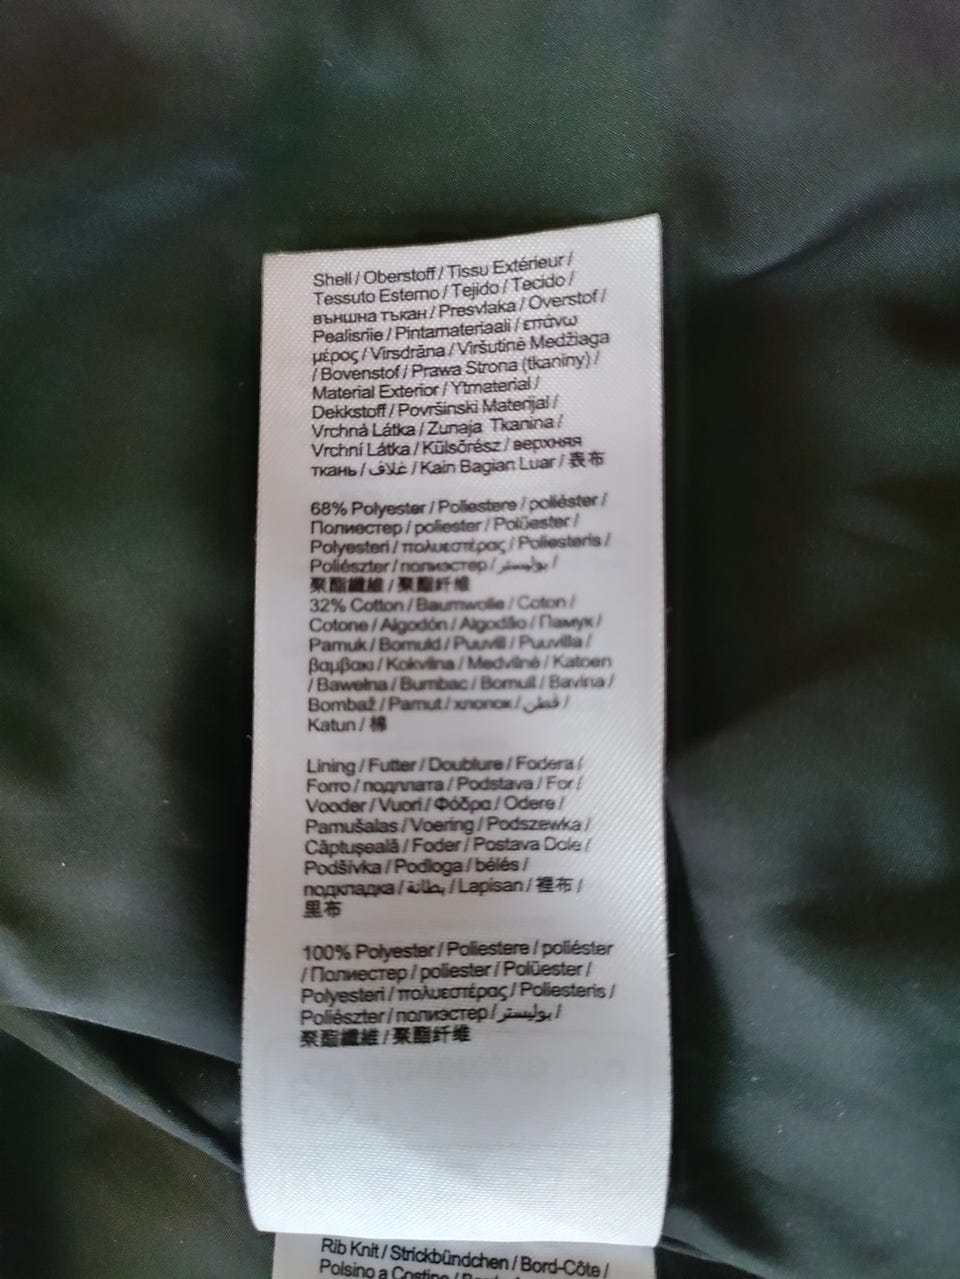 Shell / Oberstoff / Tissu Extérieur /
Tessuto Esterno / Tejido / Tecido /
външна тъкан / Presvlaka / Overstof /
Pealisriie / Pintamateriaali / επάνω
μέρος / Virsdrāna / Viršutinė Medžiaga
/ Bovenstof / Prawa Strona (tkaniny) /
Material Exterior / Ytmaterial /
Dekkstoff / Površinski Materijal /
Vrchná Látka / Zunaja Tkanina /
Vrchní Látka / Külsőrész / верхняя
ткань / غلاف / Kain Bagian Luar / 表布
68% Polyester / Poliestere / poliéster /
Полиестер / poliester / Polüester /
Polyesteri / πολυεστέρας / Poliesteris /
Poliészter / полиэстер / بوليستر /
聚酯纖維 / 聚酯纤维
32% Cotton / Baumwolle / Coton /
Cotone / Algodón / Algodão / Памук /
Pamuk / Bomuld / Puuvill / Puuvilla /
βαμβακι / Kokvilna / Medvilnė / Katoen
/ Bawełna / Bumbac / Bomull / Bavlna /
Bombaž / Pamut / хлопок / قطن /
Katun / 棉
Lining / Futter / Doublure / Fodera /
Forro / подплата / Podstava / For /
Vooder / Vuori / Φόδρα / Odere /
Pamušalas / Voering / Podszewka /
Căptușeală / Foder / Postava Dole /
Podšívka / Podloga / bélés /
подкладка / بطانة / Lapisan / 裡布 /
里布
100% Polyester / Poliestere / poliéster
/ Полиестер / poliester / Polüester /
Polyesteri / πολυεστέρας / Poliesteris /
Poliészter / полиэстер / بوليستر /
聚酯纖維 / 聚酯纤维
Rib Knit / Strickbündchen / Bord-Côte /
Polsino a Costine /